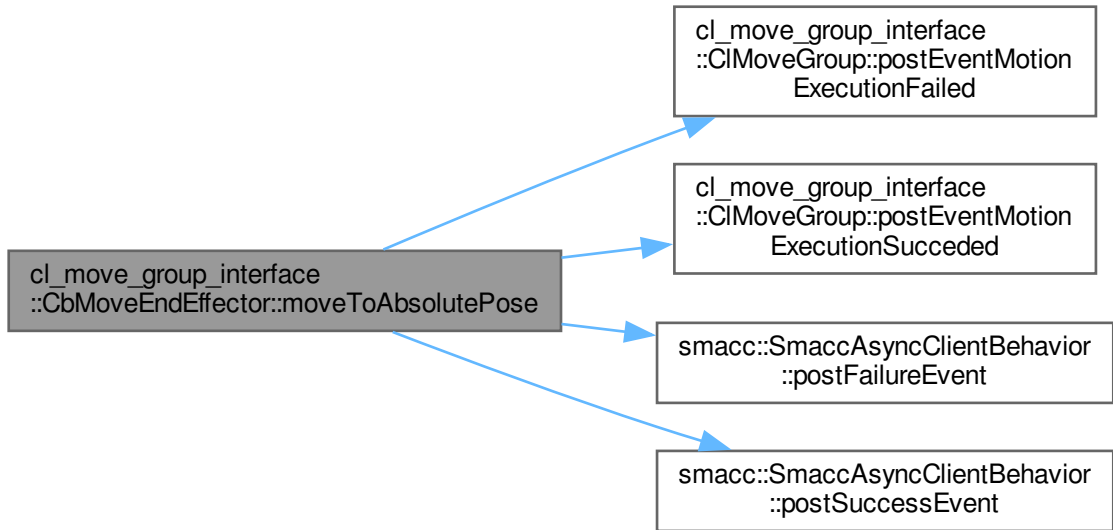 cl_move_group_interface
::ClMoveGroup::postEventMotion
ExecutionFailed
cl_move_group_interface
::ClMoveGroup::postEventMotion
ExecutionSucceded
cl_move_group_interface
::CbMoveEndEffector::moveToAbsolutePose
smacc::SmaccAsyncClientBehavior
::postFailureEvent
smacc::SmaccAsyncClientBehavior
::postSuccessEvent